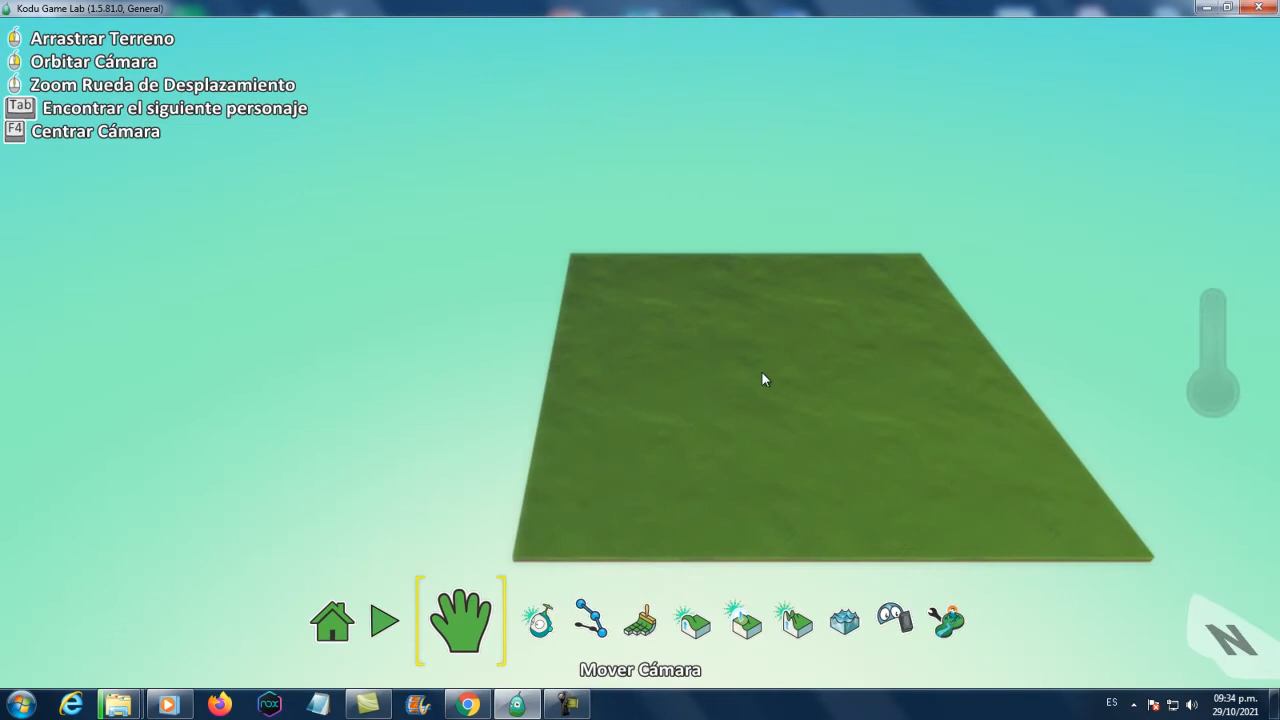 Kodu Game Lab (1.5.81.0, General)
Arrastrar Terreno
Orbitar Cámara
Zoom Rueda de Desplazamiento
Tab Encontrar el siguiente personaje
F4 Centrar Cámara
N
Mover Cámara
nox
ES
09:34 p.m.
29/10/2021